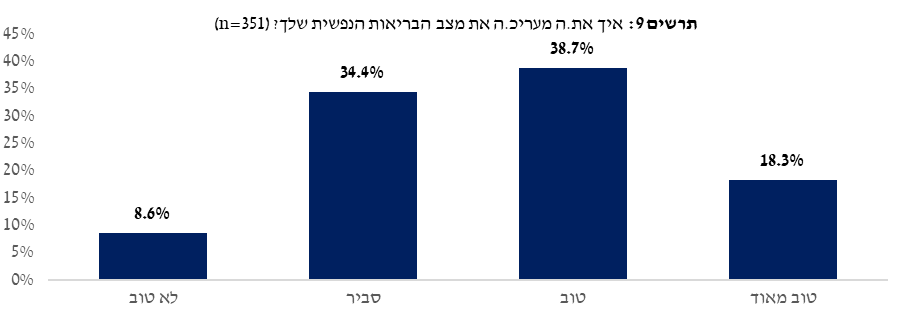 תרשים 9: איך את.ה מעריכ.ה את מצב הבריאות הנפשית שלך? (n=351)
45%
40%
35%
30%
25%
20%
15%
10%
5%
0%
8.6%
34.4%
38.7%
18.3%
לא טוב
סביר
טוב
טוב מאוד